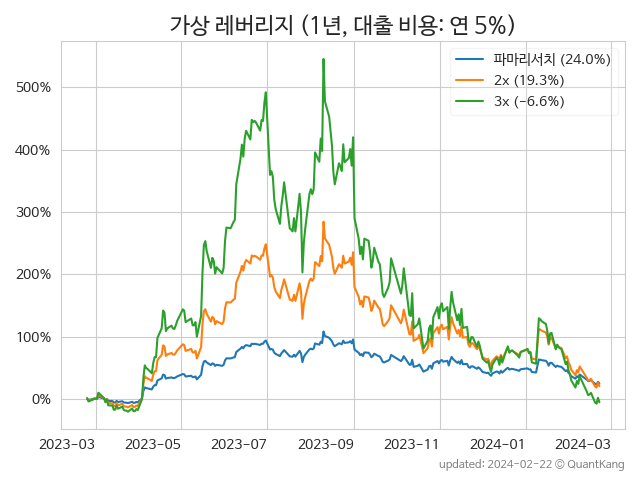 가상 레버리지 (1년, 대출 비용: 연 5%)
파마리서치 (24.0%)
2x (19.3%)
3x (−6.6%)
500%
400%
300%
200%
100%
0%
2023-03 2023-05 2023-07 2023-09 2023-11 2024-01 2024-03
updated: 2024-02-22 © QuantKang